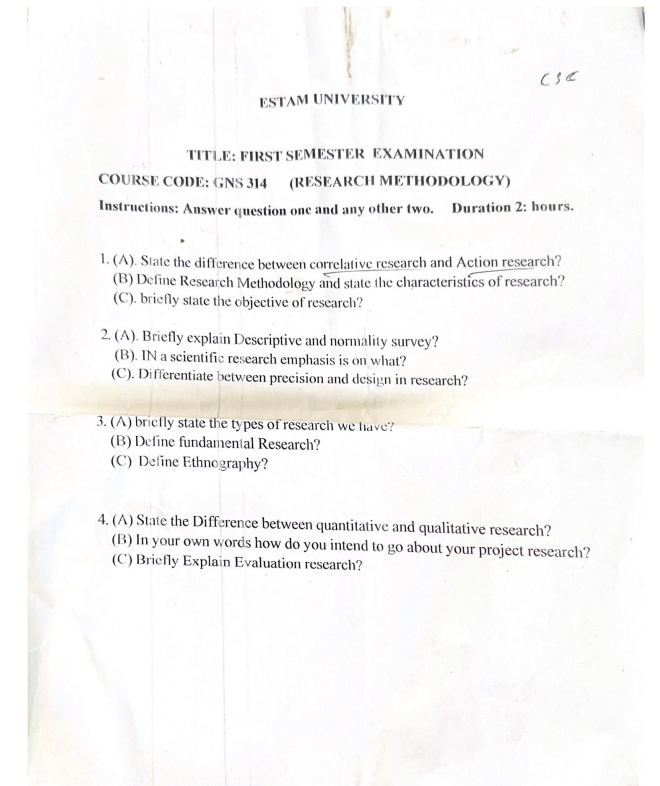 CSC
ESTAM UNIVERSITY
TITLE: FIRST SEMESTER EXAMINATION
COURSE CODE: GNS 314 (RESEARCH METHODOLOGY)
Instructions: Answer question one and any other two. Duration 2: hours.
1. (A). State the difference between correlative research and Action research?
(B) Define Research Methodology and state the characteristics of research?
(C). briefly state the objective of research?
2. (A). Briefly explain Descriptive and normality survey?
(B). IN a scientific research emphasis is on what?
(C). Differentiate between precision and design in research?
3. (A) briefly state the types of research we have?
(B) Define fundamental Research?
(C) Define Ethnography?
4. (A) State the Difference between quantitative and qualitative research?
(B) In your own words how do you intend to go about your project research?
(C) Briefly Explain Evaluation research?